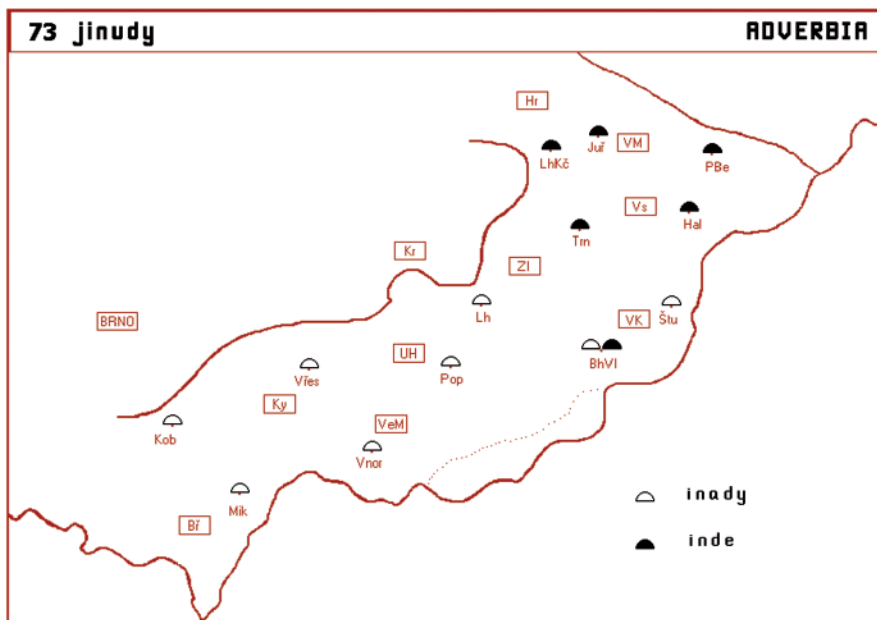 73 jinudy ADVERBIA
Hr
Juř VM
LhKč PBe
Vs
Hal
Trn
Kr
Zl
Lh Štu
BRNO VK
UH BhVl
Vřes Pop
Ky
VeM
Kob
Vnor
Mik inady
Bř
inde